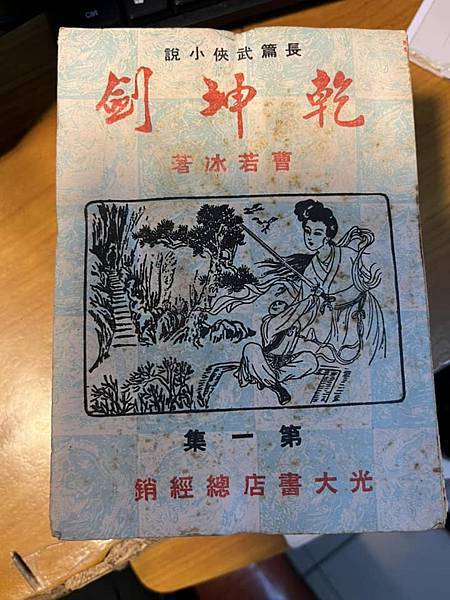 長篇武俠小說
乾坤劍
曹若冰著
第一集
光大書店總經銷